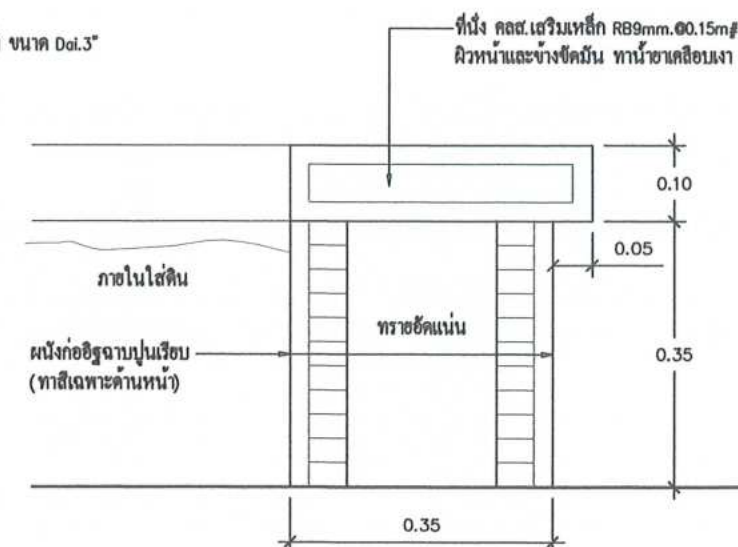 ขนาด Dai.3"
ที่นั่ง คสล.เสริมเหล็ก RB9mm.@0.15m#
ผิวหน้าและข้างขัดมัน ทาน้ำยาเคลือบเงา
0.10
0.05
ภายในใส่ดิน
ทรายอัดแน่น
ผนังก่ออิฐฉาบปูนเรียบ
(ทาสีเฉพาะด้านหน้า)
0.35
0.35